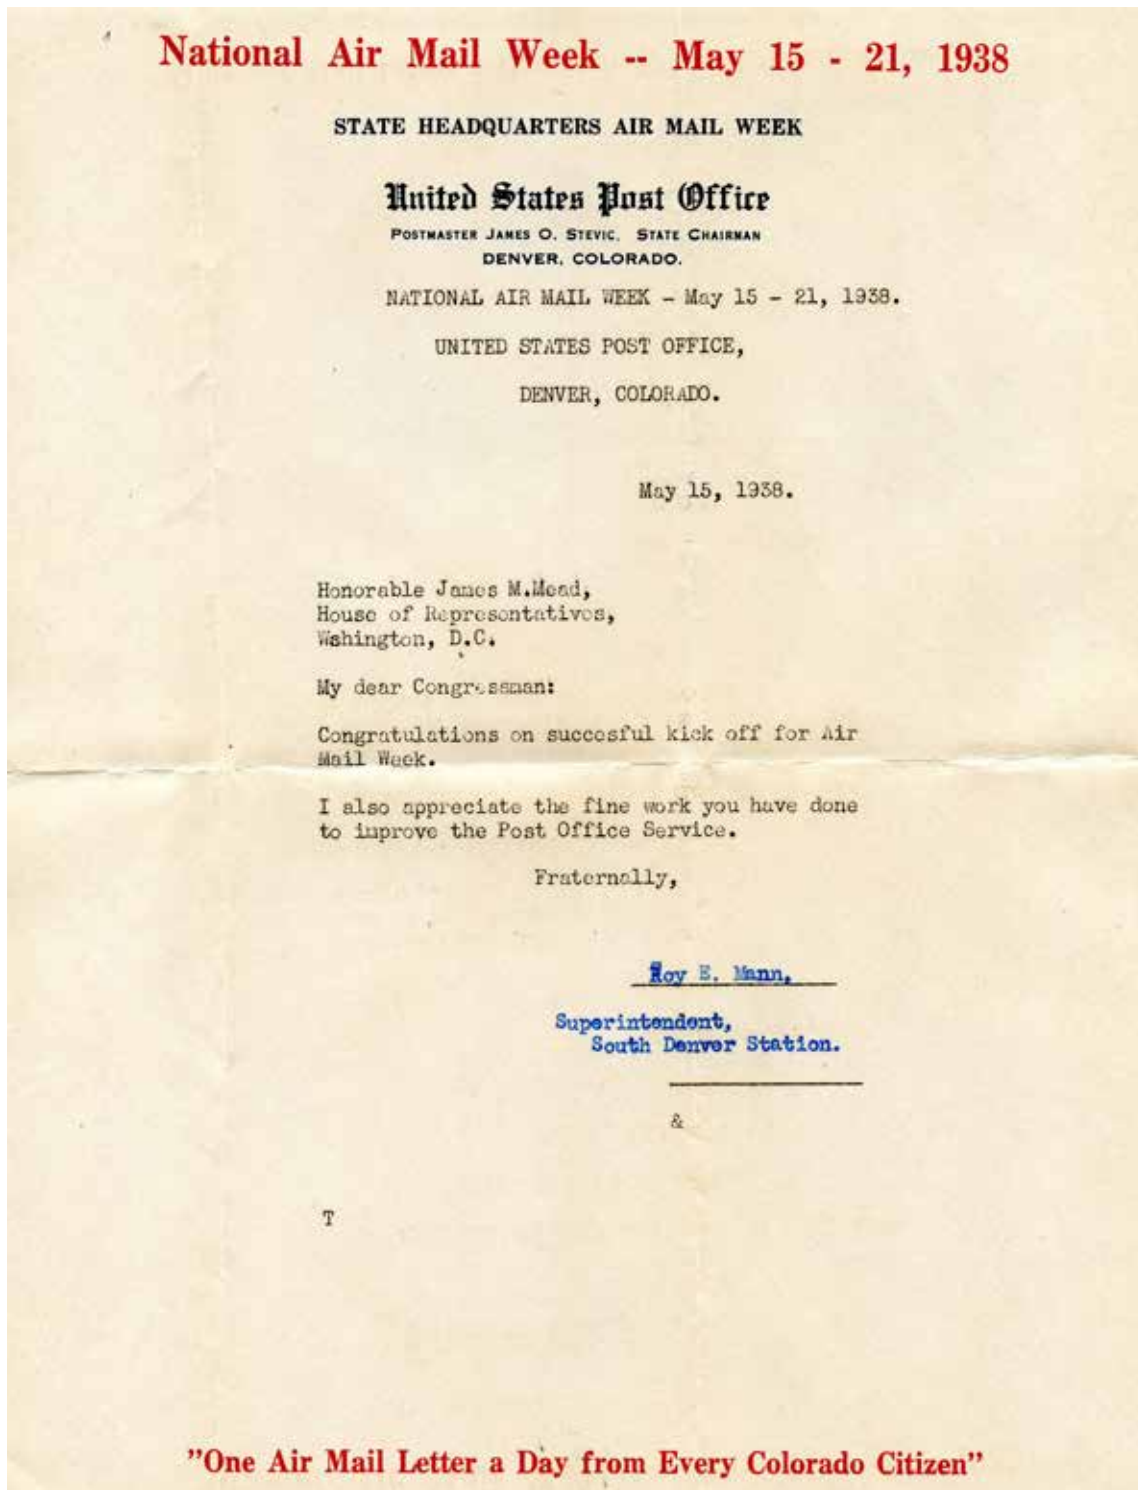 National Air Mail Week -- May 15 - 21, 1938
STATE HEADQUARTERS AIR MAIL WEEK
United States Post Office
POSTMASTER JAMES O. STEVIC, STATE CHAIRMAN
DENVER, COLORADO.
NATIONAL AIR MAIL WEEK - May 15 - 21, 1938.
UNITED STATES POST OFFICE,
DENVER, COLORADO.
May 15, 1938.
Honorable James M.Mead,
House of Representatives,
Wshington, D.C.
My dear Congressman:
Congratulations on succesful kick off for Air
Mail Week.
I also appreciate the fine work you have done
to improve the Post Office Service.
Fraternally,
Roy E. Mann,
Superintendent,
South Denver Station.
&
T
"One Air Mail Letter a Day from Every Colorado Citizen"